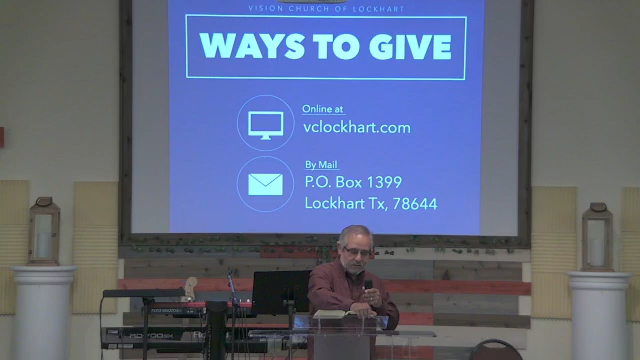 VISION CHURCH OF LOCKHART
WAYS TO GIVE
Online at
vclockhart.com
By Mail
P.O. Box 1399
Lockhart Tx, 78644